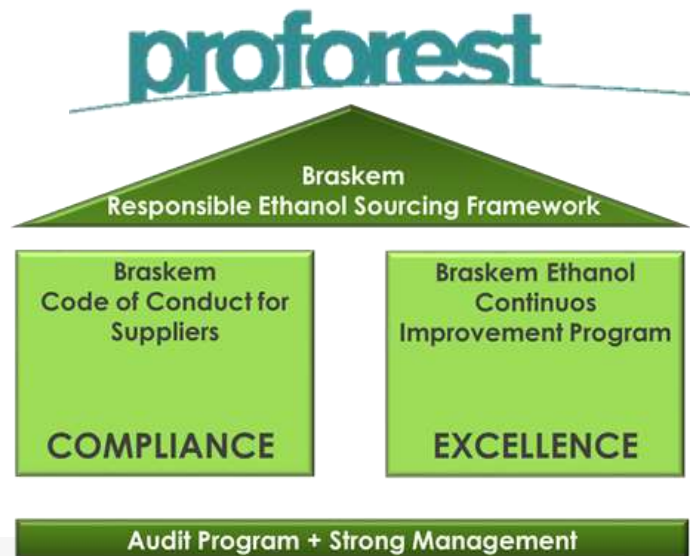 proforest
Braskem
Responsible Ethanol Sourcing Framework
Braskem
Code of Conduct for
Suppliers
COMPLIANCE
Braskem Ethanol
Continuos
Improvement Program
EXCELLENCE
Audit Program + Strong Management